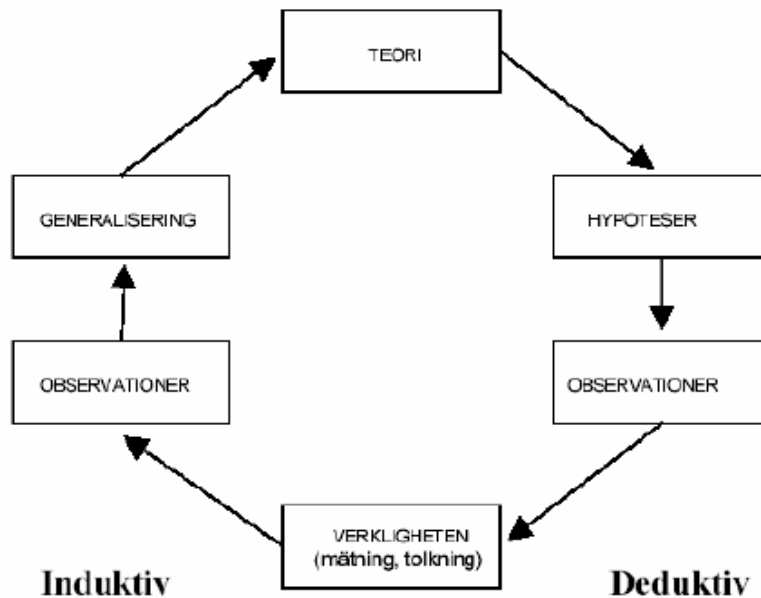 TEORI
GENERALISERING
HYPOTESER
OBSERVATIONER
OBSERVATIONER
VERKLIGHETEN
(mätning, tolkning)
Induktiv
Deduktiv